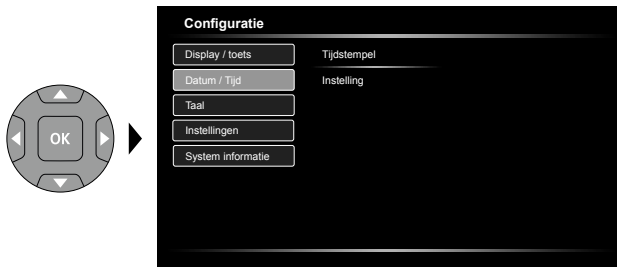 Configuratie
Display / toets
Tijdstempel
Datum / Tijd
Instelling
Taal
Instellingen
System informatie
OK